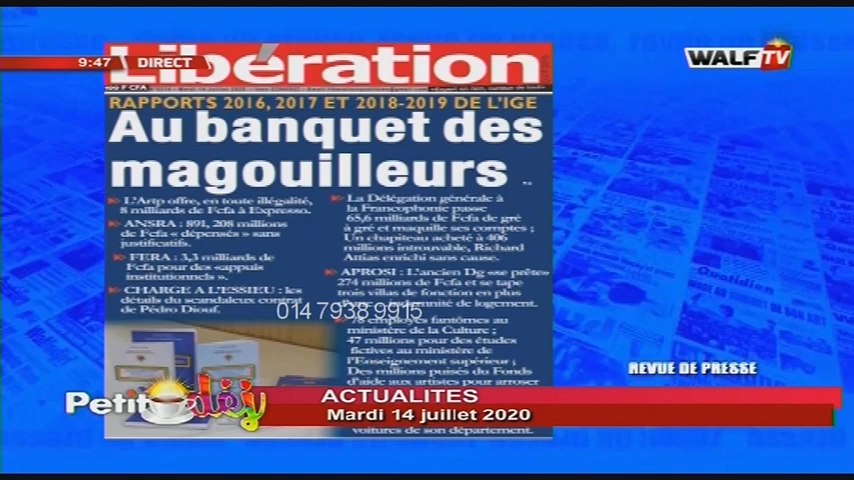 9:47 DIRECT
WALF TV
Libération
RAPPORTS 2016, 2017 ET 2018-2019 DE L'IGE
Au banquet des
magouilleurs
L'Artp offre, en toute illégalité,
8 milliards de Fcfa à Expresso.
ANSRA : 891, 208 millions
de Fcfa « dépensés » sans
justificatifs.
FERA : 3,3 milliards de
Fcfa pour des «appuis
institutionnels ».
CHARGE A L'ESSIEU : les
détails du scandaleux contrat
de Pédro Diouf.
La Délégation générale à
la Francophonie passe
65,6 milliards de Fcfa de gré
à gré et maquille ses comptes ;
Un chapiteau acheté à 406
millions introuvable, Richard
Attias enrichi sans cause.
APROSI : L'ancien Dg «se prête»
274 millions de Fcfa et se tape
trois villas de fonction en plus
indemnité de logement.
014 7938 9915
78 employés fantômes au
ministère de la Culture ;
47 millions pour des études
fictives au ministère de
l'Enseignement supérieur ;
Des millions puisés du Fonds
d'aide aux artistes pour arroser
voitures de son département.
REVUE DE PRESSE
Petit déj
ACTUALITES
Mardi 14 juillet 2020